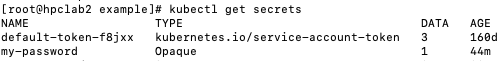 [root@hpclab2 example]# kubectl get secrets
NAME TYPE DATA AGE
default-token-f8jxx kubernetes.io/service-account-token 3 160d
my-password Opaque 1 44m